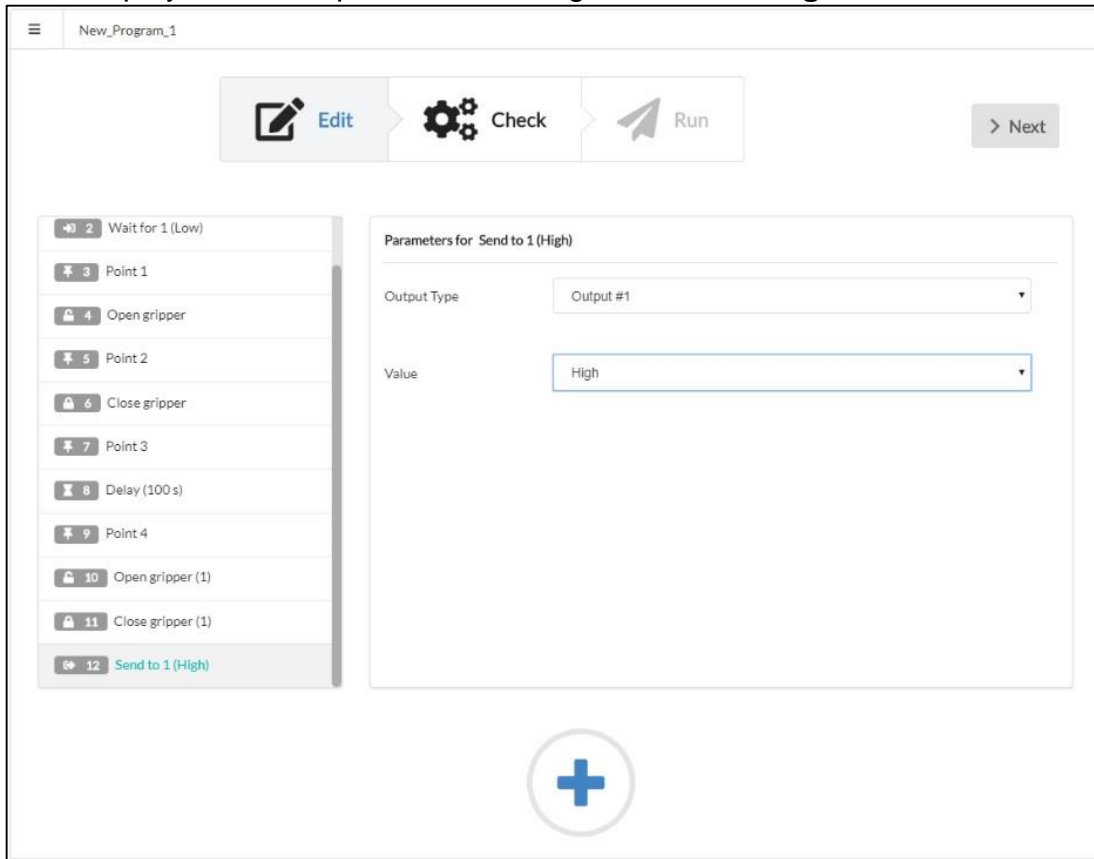 New_Program_1
Edit
Check
Run
> Next
2 Wait for 1 (Low)
3 Point 1
4 Open gripper
5 Point 2
6 Close gripper
7 Point 3
8 Delay (100 s)
9 Point 4
10 Open gripper (1)
11 Close gripper (1)
12 Send to 1 (High)
Parameters for Send to 1 (High)
Output Type Output #1
Value High